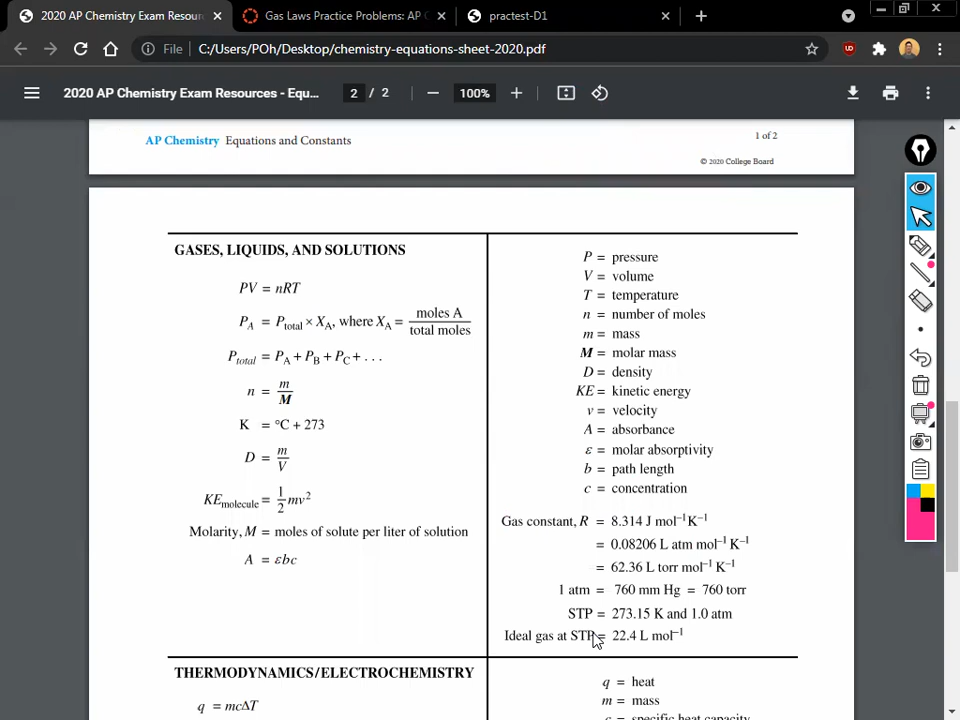 2020 AP Chemistry Exam Resour
Gas Laws Practice Problems: AP C
practest-D1
File C:/Users/POh/Desktop/chemistry-equations-sheet-2020.pdf
2020 AP Chemistry Exam Resources - Equ... 2 / 2 100%
AP Chemistry Equations and Constants
1 of 2
© 2020 College Board
GASES, LIQUIDS, AND SOLUTIONS
PV = nRT
P_A = P_total × X_A, where X_A = moles A / total moles
P_total = P_A + P_B + P_C + . . .
n = m / M
K = °C + 273
D = m / V
KE_molecule = 1/2 mv²
Molarity, M = moles of solute per liter of solution
A = εbc
P = pressure
V = volume
T = temperature
n = number of moles
m = mass
M = molar mass
D = density
KE = kinetic energy
v = velocity
A = absorbance
ε = molar absorptivity
b = path length
c = concentration
Gas constant, R = 8.314 J mol⁻¹ K⁻¹
= 0.08206 L atm mol⁻¹ K⁻¹
= 62.36 L torr mol⁻¹ K⁻¹
1 atm = 760 mm Hg = 760 torr
STP = 273.15 K and 1.0 atm
Ideal gas at STP = 22.4 L mol⁻¹
THERMODYNAMICS/ELECTROCHEMISTRY
q = mcΔT
q = heat
m = mass
c = specific heat capacity